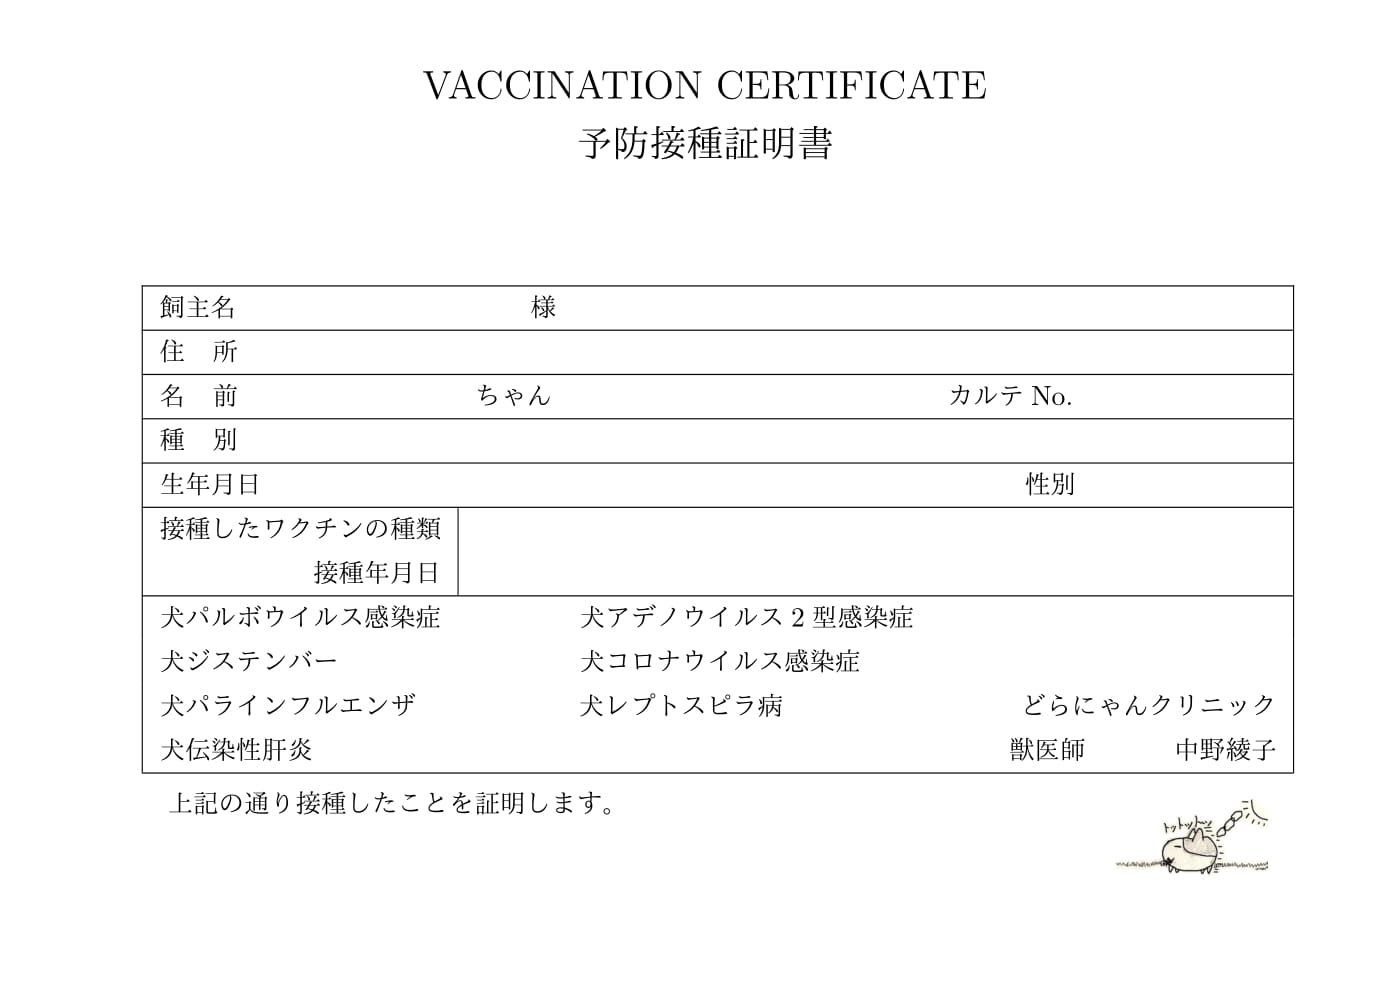 VACCINATION CERTIFICATE
予防接種証明書
飼主名 様
住 所
名 前 ちゃん カルテ No.
種 別
生年月日 性別
接種したワクチンの種類
接種年月日
犬パルボウイルス感染症 犬アデノウイルス 2 型感染症
犬ジステンバー 犬コロナウイルス感染症
犬パラインフルエンザ 犬レプトスピラ病 どらにゃんクリニック
犬伝染性肝炎 獣医師 中野綾子
上記の通り接種したことを証明します。
トットットッ